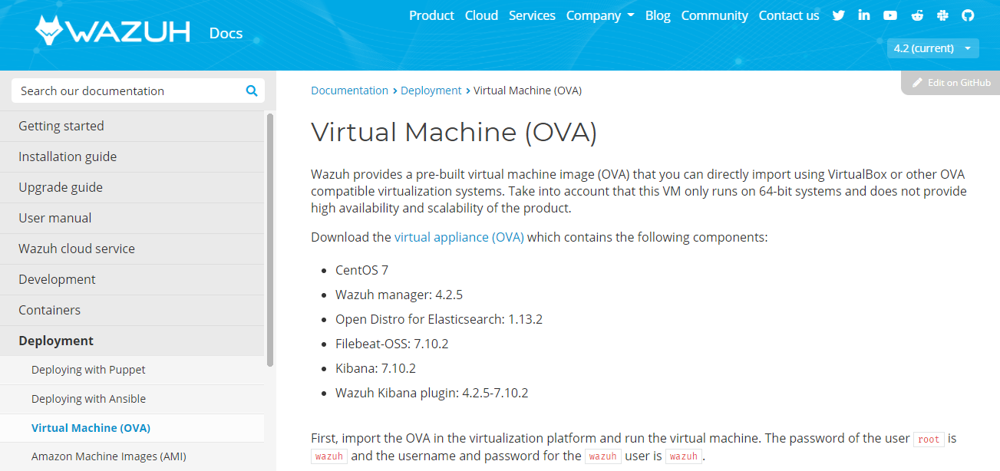 Product Cloud Services Company Blog Community Contact us
WAZUH Docs
4.2 (current)
Search our documentation
Getting started
Installation guide
Upgrade guide
User manual
Wazuh cloud service
Development
Containers
Deployment
Deploying with Puppet
Deploying with Ansible
Virtual Machine (OVA)
Amazon Machine Images (AMI)
Edit on GitHub
Documentation > Deployment > Virtual Machine (OVA)
Virtual Machine (OVA)
Wazuh provides a pre-built virtual machine image (OVA) that you can directly import using VirtualBox or other OVA
compatible virtualization systems. Take into account that this VM only runs on 64-bit systems and does not provide
high availability and scalability of the product.
Download the virtual appliance (OVA) which contains the following components:
• CentOS 7
• Wazuh manager: 4.2.5
• Open Distro for Elasticsearch: 1.13.2
• Filebeat-OSS: 7.10.2
• Kibana: 7.10.2
• Wazuh Kibana plugin: 4.2.5-7.10.2
First, import the OVA in the virtualization platform and run the virtual machine. The password of the user root is
wazuh and the username and password for the wazuh user is wazuh.